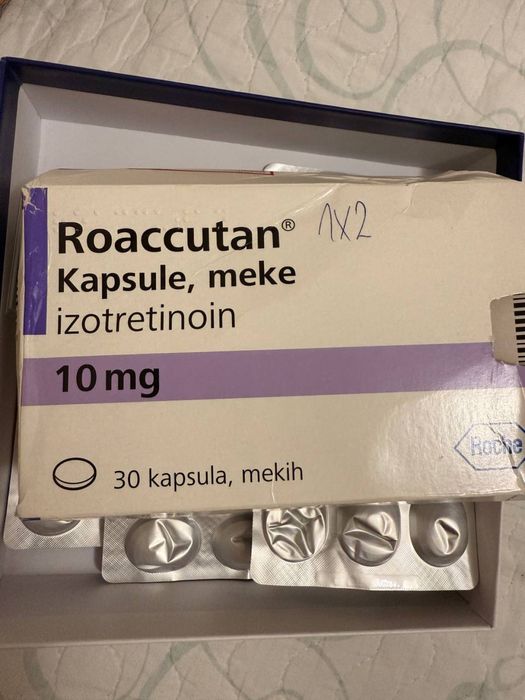 Roaccutan® 1x2
Kapsule, meke
izotretinoin
10 mg
Roche
30 kapsula, mekih